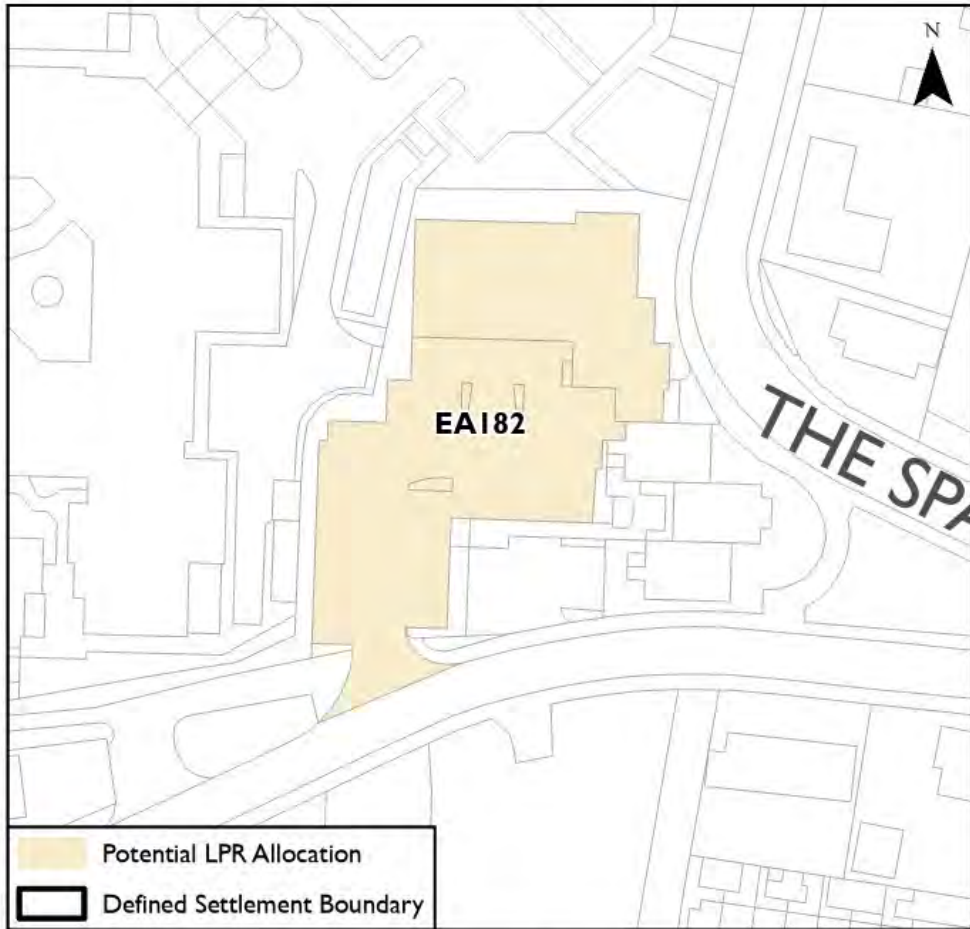 N
EA182
THE SPA
Potential LPR Allocation
Defined Settlement Boundary